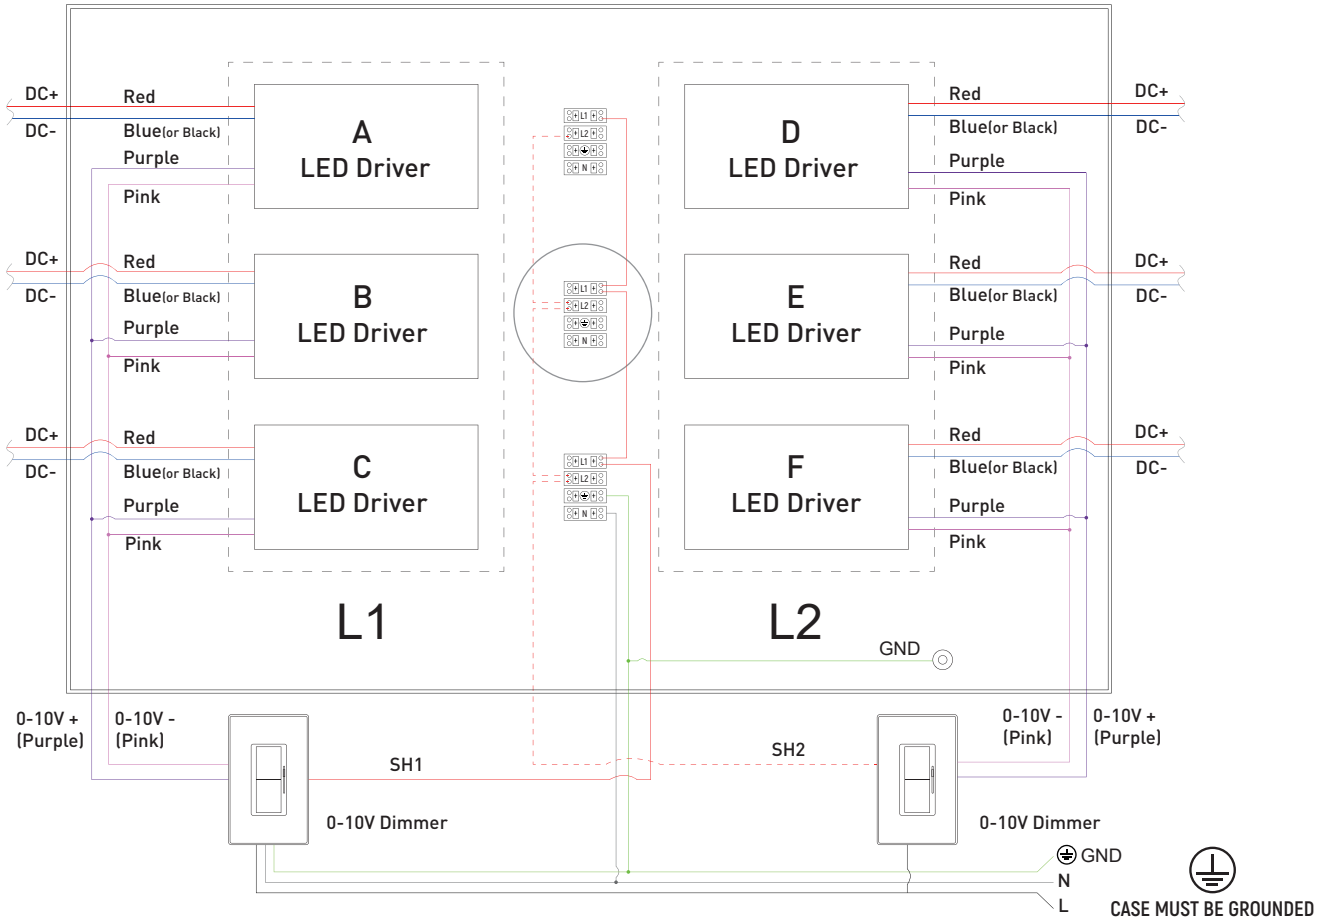 DC+ Red
DC- Blue(or Black)
Purple
Pink
A
LED Driver
L1
L2
N
D
LED Driver
Red DC+
Blue(or Black) DC-
Purple
Pink
DC+ Red
DC- Blue(or Black)
Purple
Pink
B
LED Driver
L1
L2
N
E
LED Driver
Red DC+
Blue(or Black) DC-
Purple
Pink
DC+ Red
DC- Blue(or Black)
Purple
Pink
C
LED Driver
L1
L2
N
F
LED Driver
Red DC+
Blue(or Black) DC-
Purple
Pink
L1
L2
GND
0-10V +
(Purple)
0-10V -
(Pink)
0-10V -
(Pink)
0-10V +
(Purple)
SH1
SH2
0-10V Dimmer
0-10V Dimmer
GND
N
L
CASE MUST BE GROUNDED